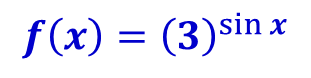 f(x) = (3)^{sin x}